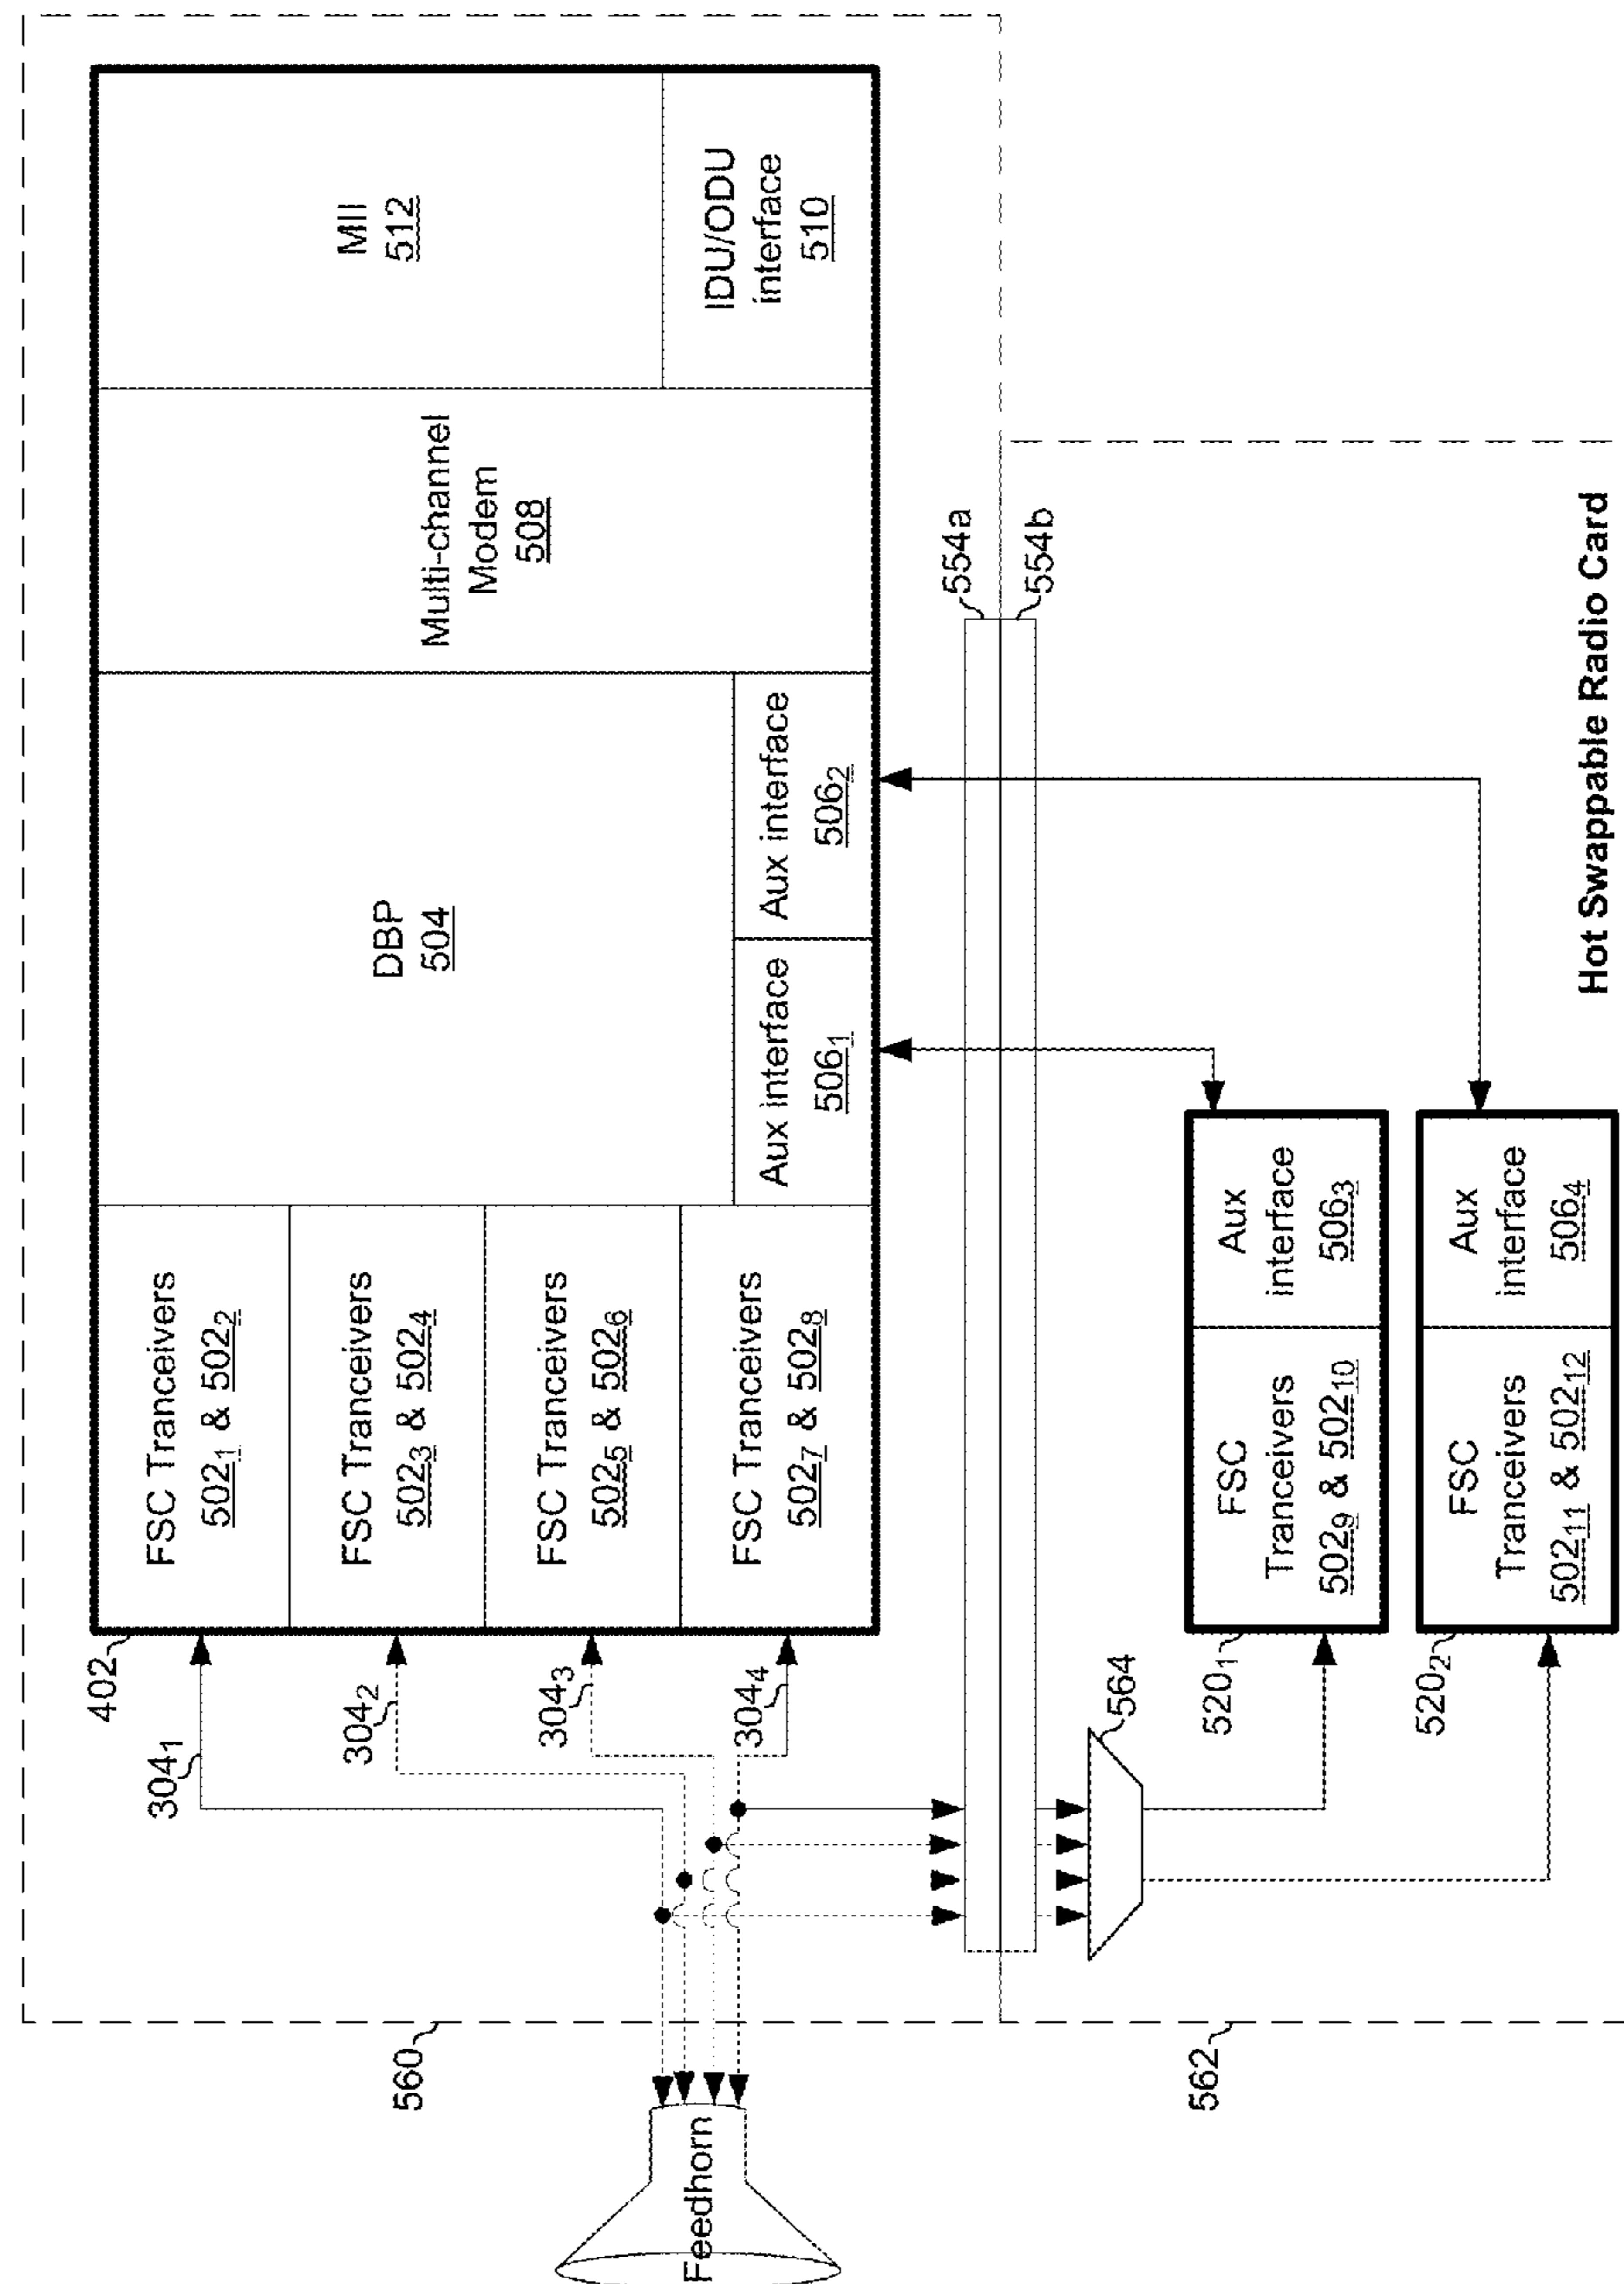 402
304₁
304₂
304₃
304₄
FSC Tranceivers
502₁ & 502₂
FSC Tranceivers
502₃ & 502₄
FSC Tranceivers
502₅ & 502₆
FSC Tranceivers
502₇ & 502₈
DBP
504
Aux interface
506₁
Aux interface
506₂
Multi-channel
Modem
508
MII
512
IDU/ODU
interface
510
560
Feedhorn
554a
554b
562
564
520₁
FSC
Tranceivers
502₉ & 502₁₀
Aux
interface
506₃
520₂
FSC
Tranceivers
502₁₁ & 502₁₂
Aux
interface
506₄
Hot Swappable Radio Card